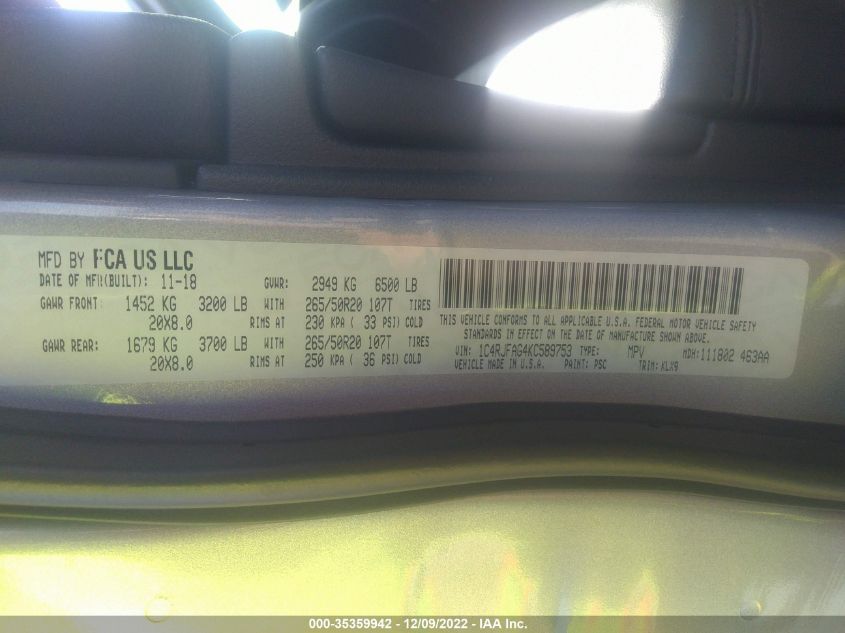 MFD BY FCA US LLC
DATE OF MFR(BUILT): 11-18 GVWR: 2949 KG 6500 LB
GAWR FRONT: 1452 KG 3200 LB WITH 265/50R20 107T TIRES
20X8.0 RIMS AT 230 KPA ( 33 PSI) COLD
GAWR REAR: 1679 KG 3700 LB WITH 265/50R20 107T TIRES
20X8.0 RIMS AT 250 KPA ( 36 PSI) COLD
THIS VEHICLE CONFORMS TO ALL APPLICABLE U.S.A. FEDERAL MOTOR VEHICLE SAFETY
STANDARDS IN EFFECT ON THE DATE OF MANUFACTURE SHOWN ABOVE.
VIN: 1C4RJFAG4KC589753 TYPE: MPV MDH: 111802 463AA
VEHICLE MADE IN U.S.A. PAINT: PSC TRIM: KLX9
000-35359942 - 12/09/2022 - IAA Inc.